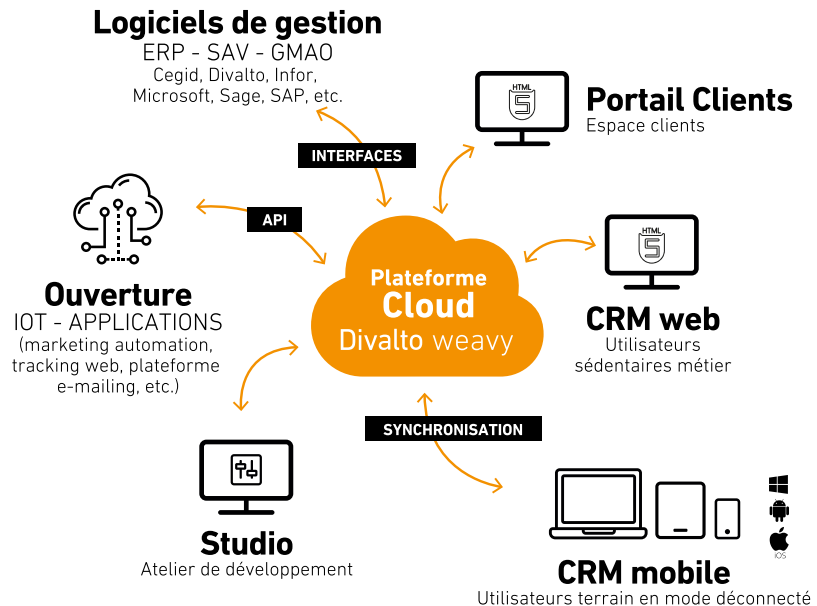 Logiciels de gestion
ERP - SAV - GMAO
Cegid, Divalto, Infor,
Microsoft, Sage, SAP, etc.
HTML
5
Portail Clients
Espace clients
INTERFACES
API
Ouverture
IOT - APPLICATIONS
(marketing automation,
tracking web, plateforme
e-mailing, etc.)
Plateforme
Cloud
Divalto weavy
HTML
5
CRM web
Utilisateurs
sédentaires métier
SYNCHRONISATION
Studio
Atelier de développement
iOS
CRM mobile
Utilisateurs terrain en mode déconnecté